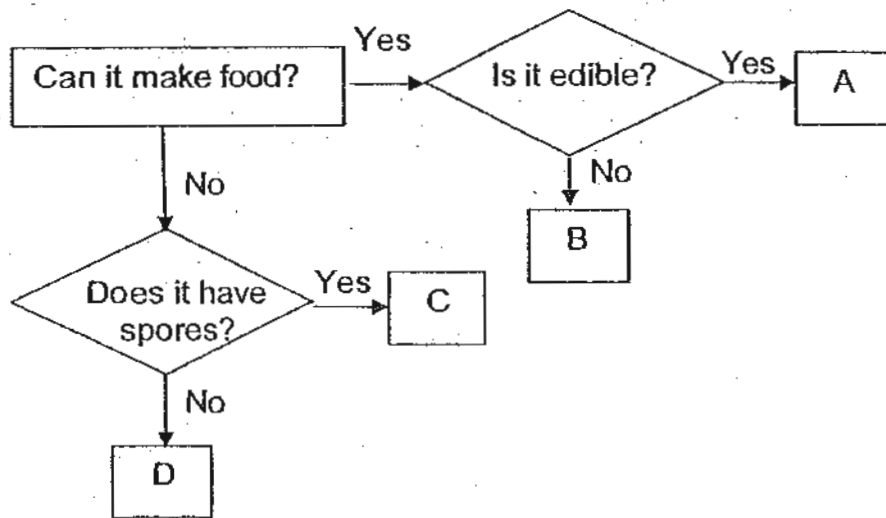 Can it make food?
Yes
Is it edible?
Yes
A
No
No
B
Does it have
spores?
Yes
C
No
D